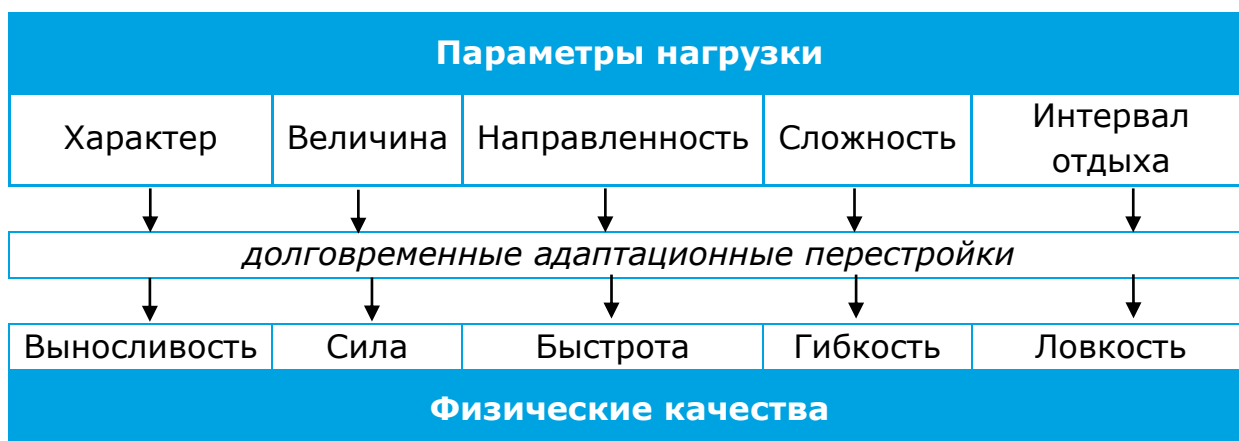 Параметры нагрузки
Характер
Величина
Направленность
Сложность
Интервал
отдыха
долговременные адаптационные перестройки
Выносливость
Сила
Быстрота
Гибкость
Ловкость
Физические качества